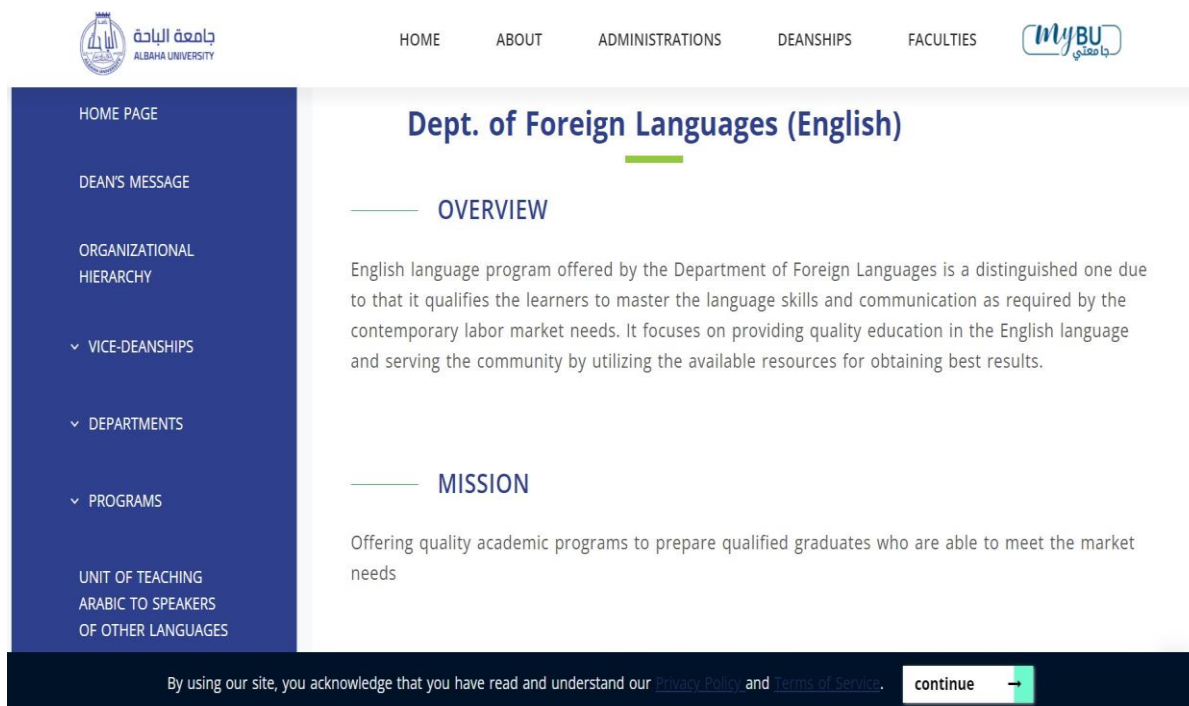 جامعة الباحة
ALBAHA UNIVERSITY
HOME
ABOUT
ADMINISTRATIONS
DEANSHIPS
FACULTIES
MyBU
جامعتي
HOME PAGE
DEAN'S MESSAGE
ORGANIZATIONAL
HIERARCHY
VICE-DEANSHIPS
DEPARTMENTS
PROGRAMS
UNIT OF TEACHING
ARABIC TO SPEAKERS
OF OTHER LANGUAGES
Dept. of Foreign Languages (English)
OVERVIEW
English language program offered by the Department of Foreign Languages is a distinguished one due
to that it qualifies the learners to master the language skills and communication as required by the
contemporary labor market needs. It focuses on providing quality education in the English language
and serving the community by utilizing the available resources for obtaining best results.
MISSION
Offering quality academic programs to prepare qualified graduates who are able to meet the market
needs
By using our site, you acknowledge that you have read and understand our Privacy Policy and Terms of Service.
continue →